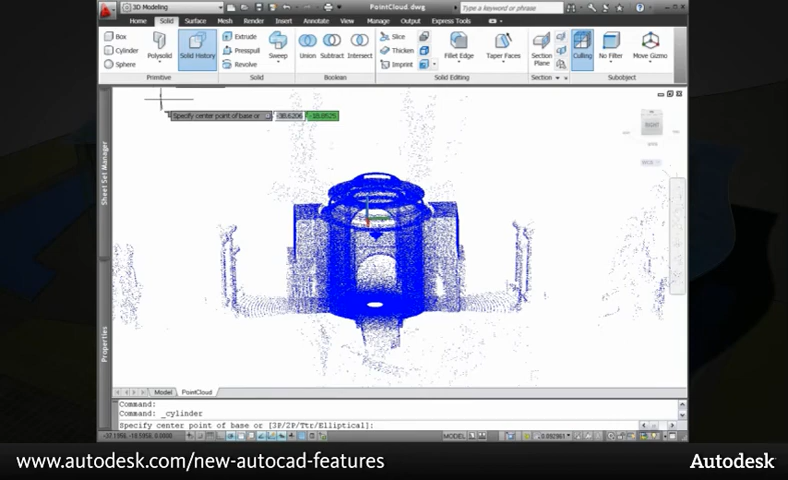 3D Modeling PointCloud.dwg Type a keyword or phrase
Home Solid Surface Mesh Render Insert Annotate View Manage Output Express Tools
Box Extrude Slice
Cylinder Polysolid Solid History Presspull Sweep Union Subtract Intersect Thicken Fillet Edge Taper Faces Section Plane Culling No Filter Move Gizmo
Sphere Revolve Imprint
Primitive Solid Boolean Solid Editing Section Subobject
Specify center point of base or -38.6206 -18.8525
RIGHT
WCS
Sheet Set Manager
Properties
Model PointCloud
Command:
Command: _cylinder
Specify center point of base or [3P/2P/Ttr/Elliptical]:
MODEL
www.autodesk.com/new-autocad-features Autodesk